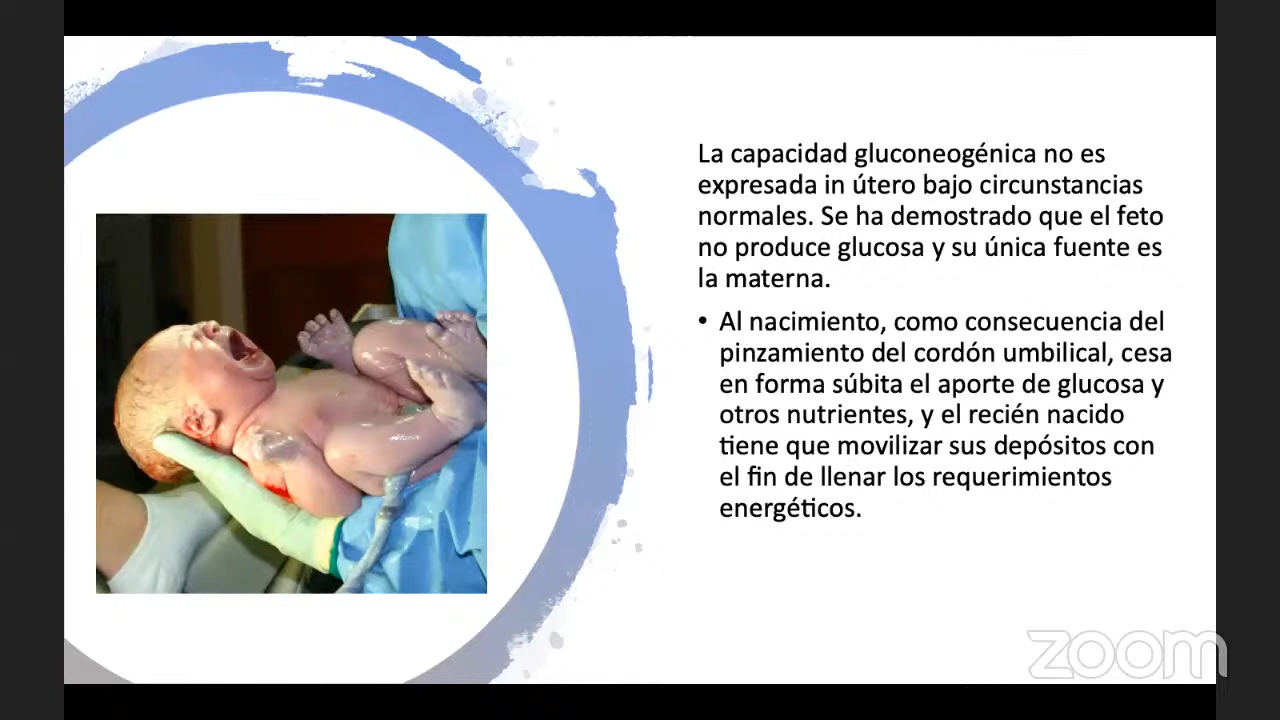 La capacidad gluconeogénica no es
expresada in útero bajo circunstancias
normales. Se ha demostrado que el feto
no produce glucosa y su única fuente es
la materna.
• Al nacimiento, como consecuencia del
pinzamiento del cordón umbilical, cesa
en forma súbita el aporte de glucosa y
otros nutrientes, y el recién nacido
tiene que movilizar sus depósitos con
el fin de llenar los requerimientos
energéticos.
zoom